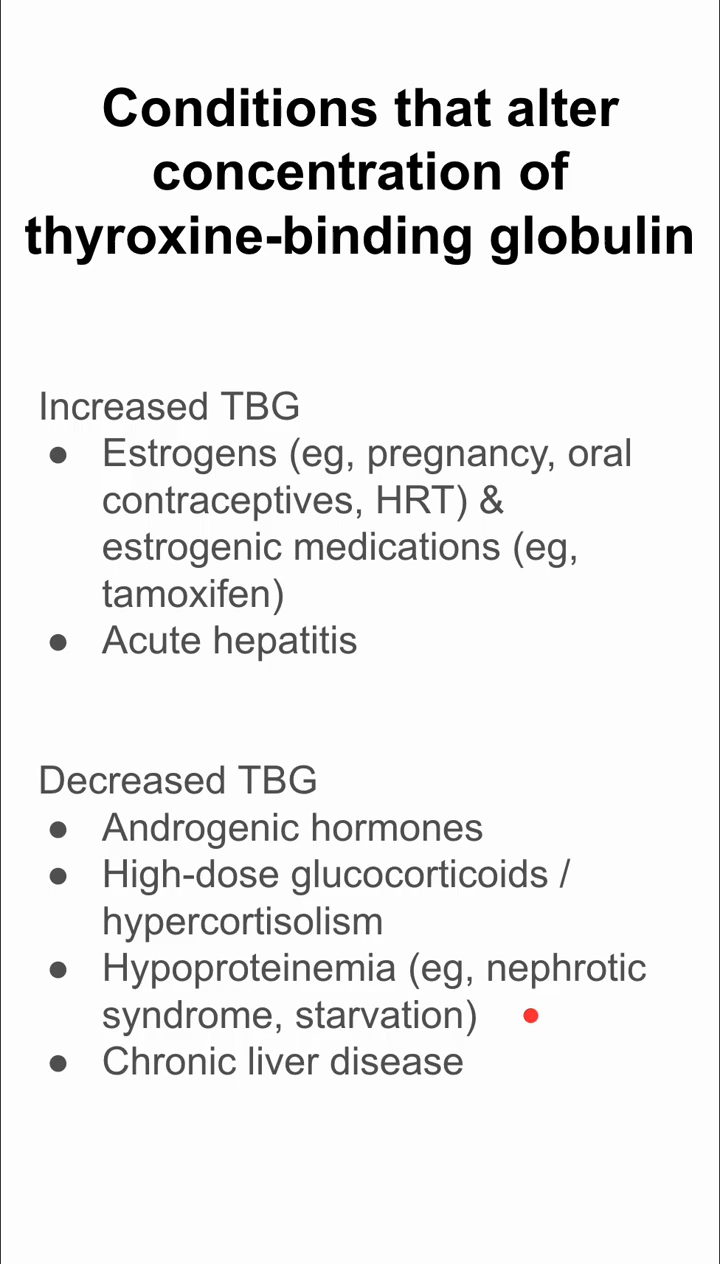 Conditions that alter
concentration of
thyroxine-binding globulin
Increased TBG
● Estrogens (eg, pregnancy, oral
contraceptives, HRT) &
estrogenic medications (eg,
tamoxifen)
● Acute hepatitis
Decreased TBG
● Androgenic hormones
● High-dose glucocorticoids /
hypercortisolism
● Hypoproteinemia (eg, nephrotic
syndrome, starvation)
● Chronic liver disease